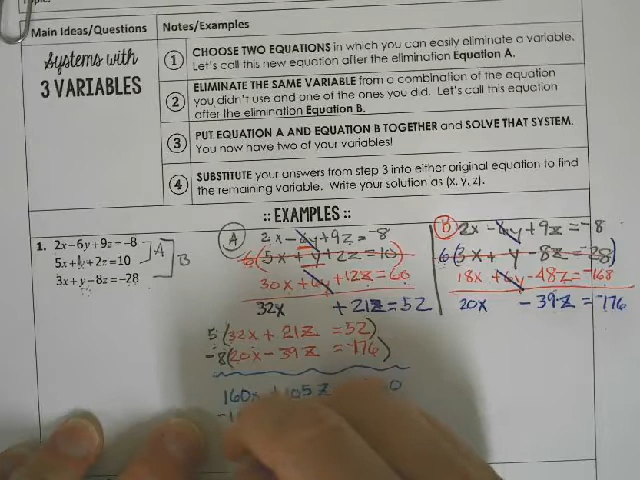 Main Ideas/Questions
Notes/Examples
Systems with
3 VARIABLES
1 CHOOSE TWO EQUATIONS in which you can easily eliminate a variable.
Let's call this new equation after the elimination Equation A.
2 ELIMINATE THE SAME VARIABLE from a combination of the equation
you didn't use and one of the ones you did. Let's call this equation
after the elimination Equation B.
3 PUT EQUATION A AND EQUATION B TOGETHER and SOLVE THAT SYSTEM.
You now have two of your variables!
4 SUBSTITUTE your answers from step 3 into either original equation to find
the remaining variable. Write your solution as (x, y, z).
:: EXAMPLES ::
1. 2x-6y+9z=-8
5x+y+2z=10
3x+y-8z=-28
A
B
A 2x-6y+9z=-8
6(5x+y+2z=10)
30x+6y+12z=60
32x +21z=52
B 2x-6y+9z=-8
6(3x+y-8z=-28)
18x+6y-48z=-168
20x -39z=-176
5(32x+21z=52)
-8(20x-39z=-176)
160x+105z